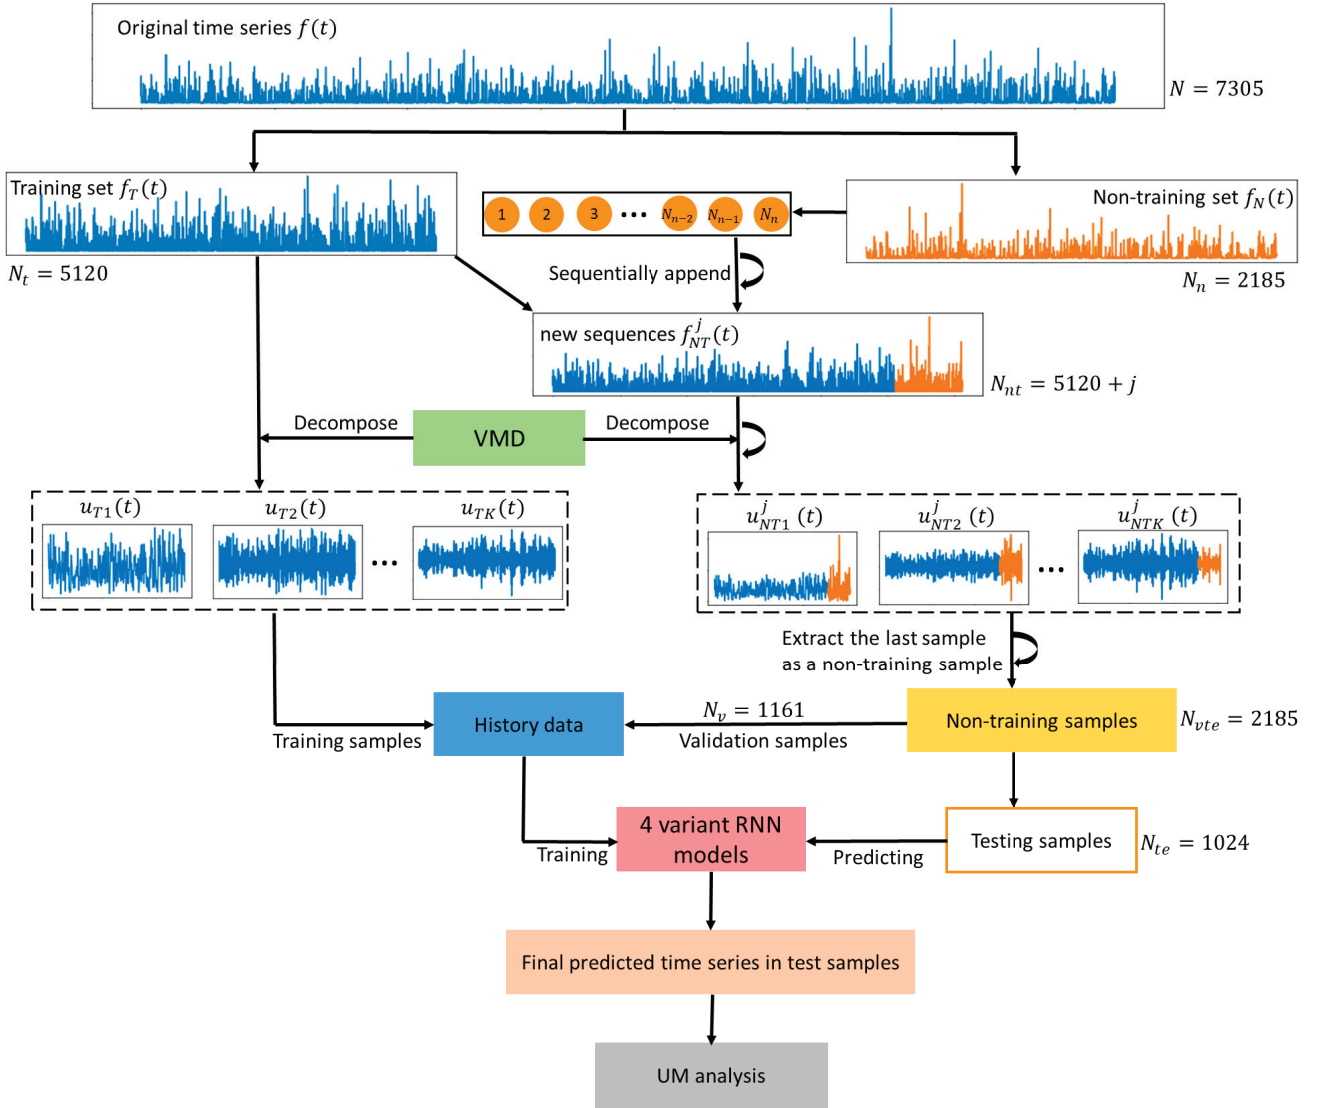 Original time series f(t)
N = 7305
Training set f_T(t)
N_t = 5120
1 2 3 ••• N_{n−2} N_{n−1} N_n
Non-training set f_N(t)
N_n = 2185
Sequentially append
new sequences f_{NT}^j(t)
N_{nt} = 5120 + j
Decompose
VMD
Decompose
u_{T1}(t)
u_{T2}(t)
•••
u_{TK}(t)
u_{NT1}^j (t)
u_{NT2}^j (t)
•••
u_{NTK}^j (t)
Extract the last sample
as a non-training sample
Training samples
History data
N_v = 1161
Validation samples
Non-training samples
N_{vte} = 2185
Training
4 variant RNN
models
Predicting
Testing samples
N_{te} = 1024
Final predicted time series in test samples
UM analysis